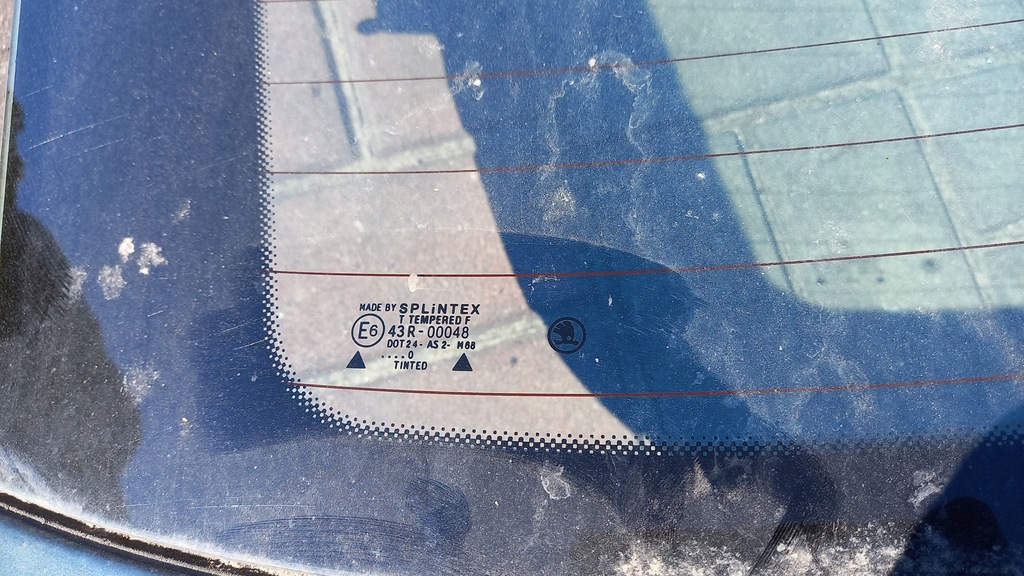 MADE BY SPLiNTEX
T TEMPERED F
E6 43R-00048
DOT24- AS2- M68
....0
TINTED